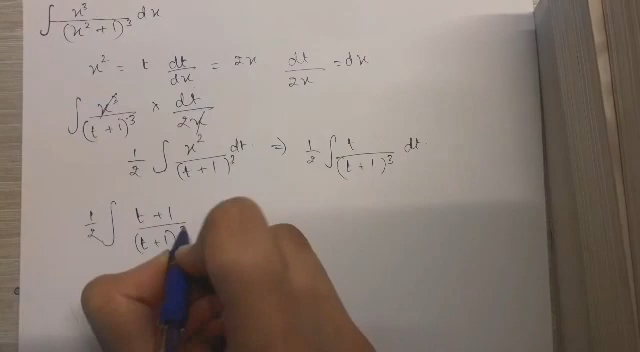 ∫ x³/(x²+1)³ dx
x² = t dt/dx = 2x dt/2x = dx
∫ x³/(t+1)³ × dt/2x
1/2 ∫ x²/(t+1)³ dt ⇒ 1/2 ∫ t/(t+1)³ dt
1/2 ∫ t+1/(t+1)